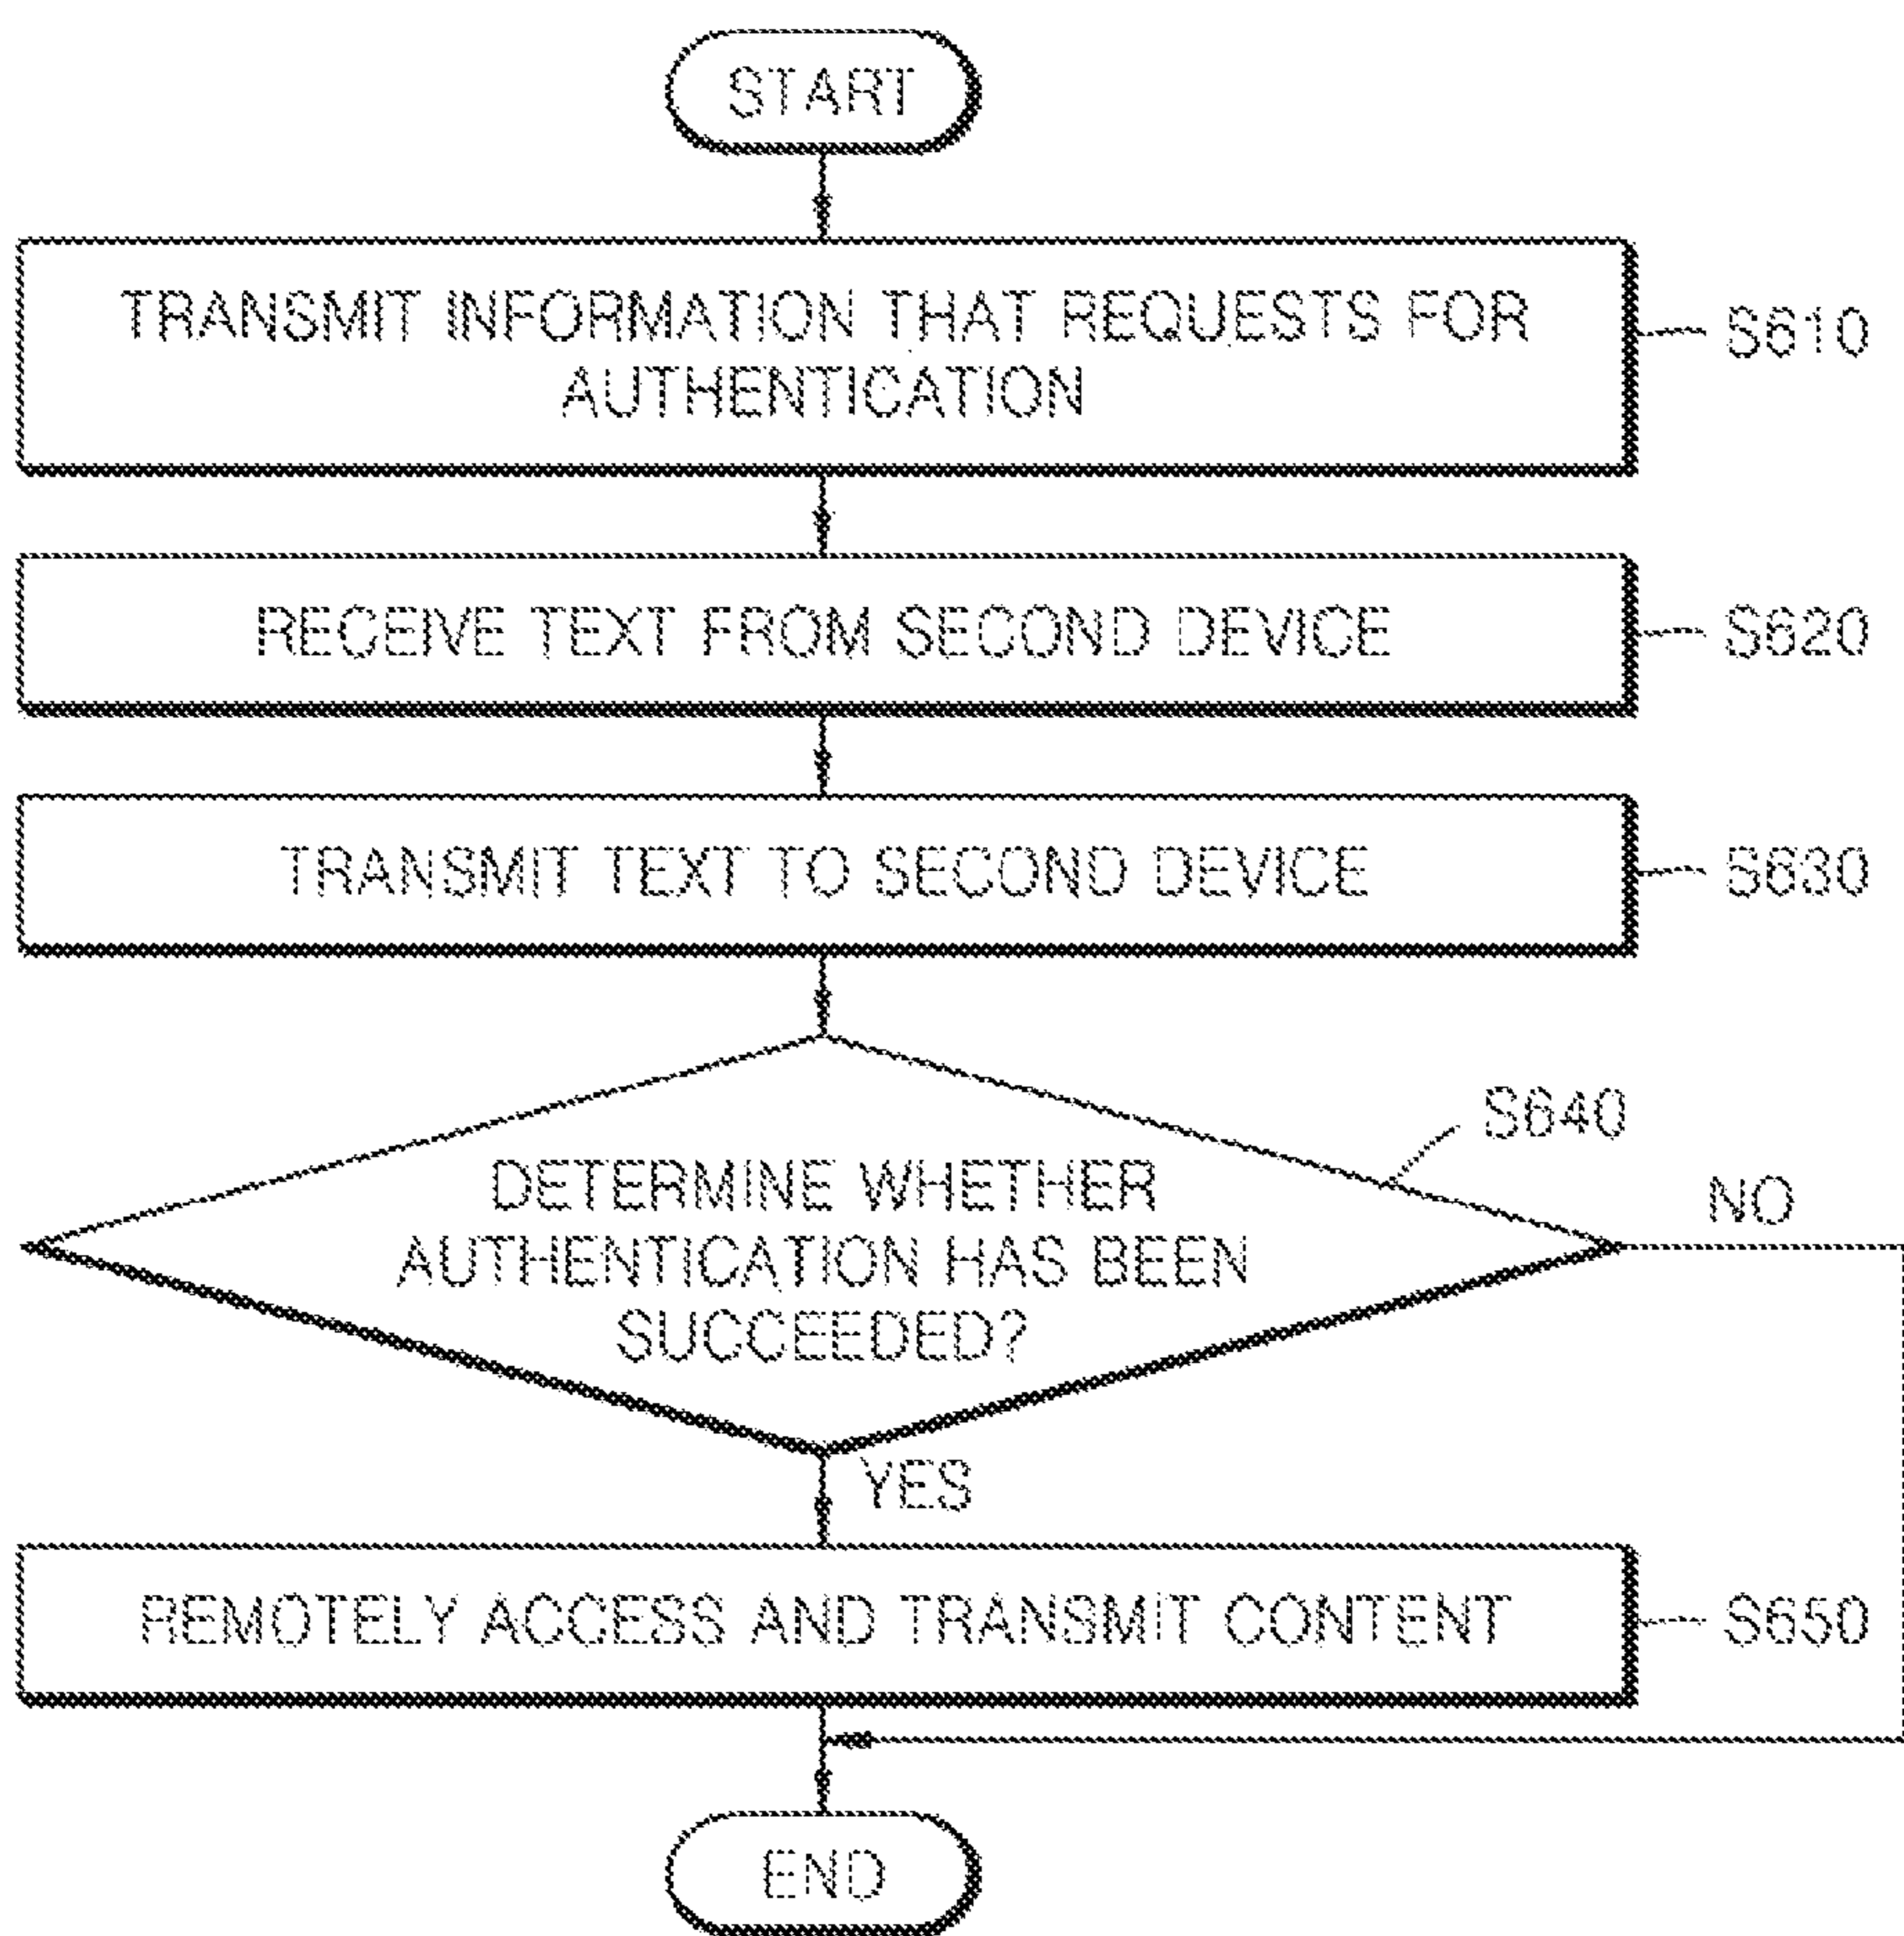 START
TRANSMIT INFORMATION THAT REQUESTS FOR
AUTHENTICATION
S610
RECEIVE TEXT FROM SECOND DEVICE
S620
TRANSMIT TEXT TO SECOND DEVICE
S630
S640
DETERMINE WHETHER
AUTHENTICATION HAS BEEN
SUCCEEDED?
NO
YES
REMOTELY ACCESS AND TRANSMIT CONTENT
S650
END